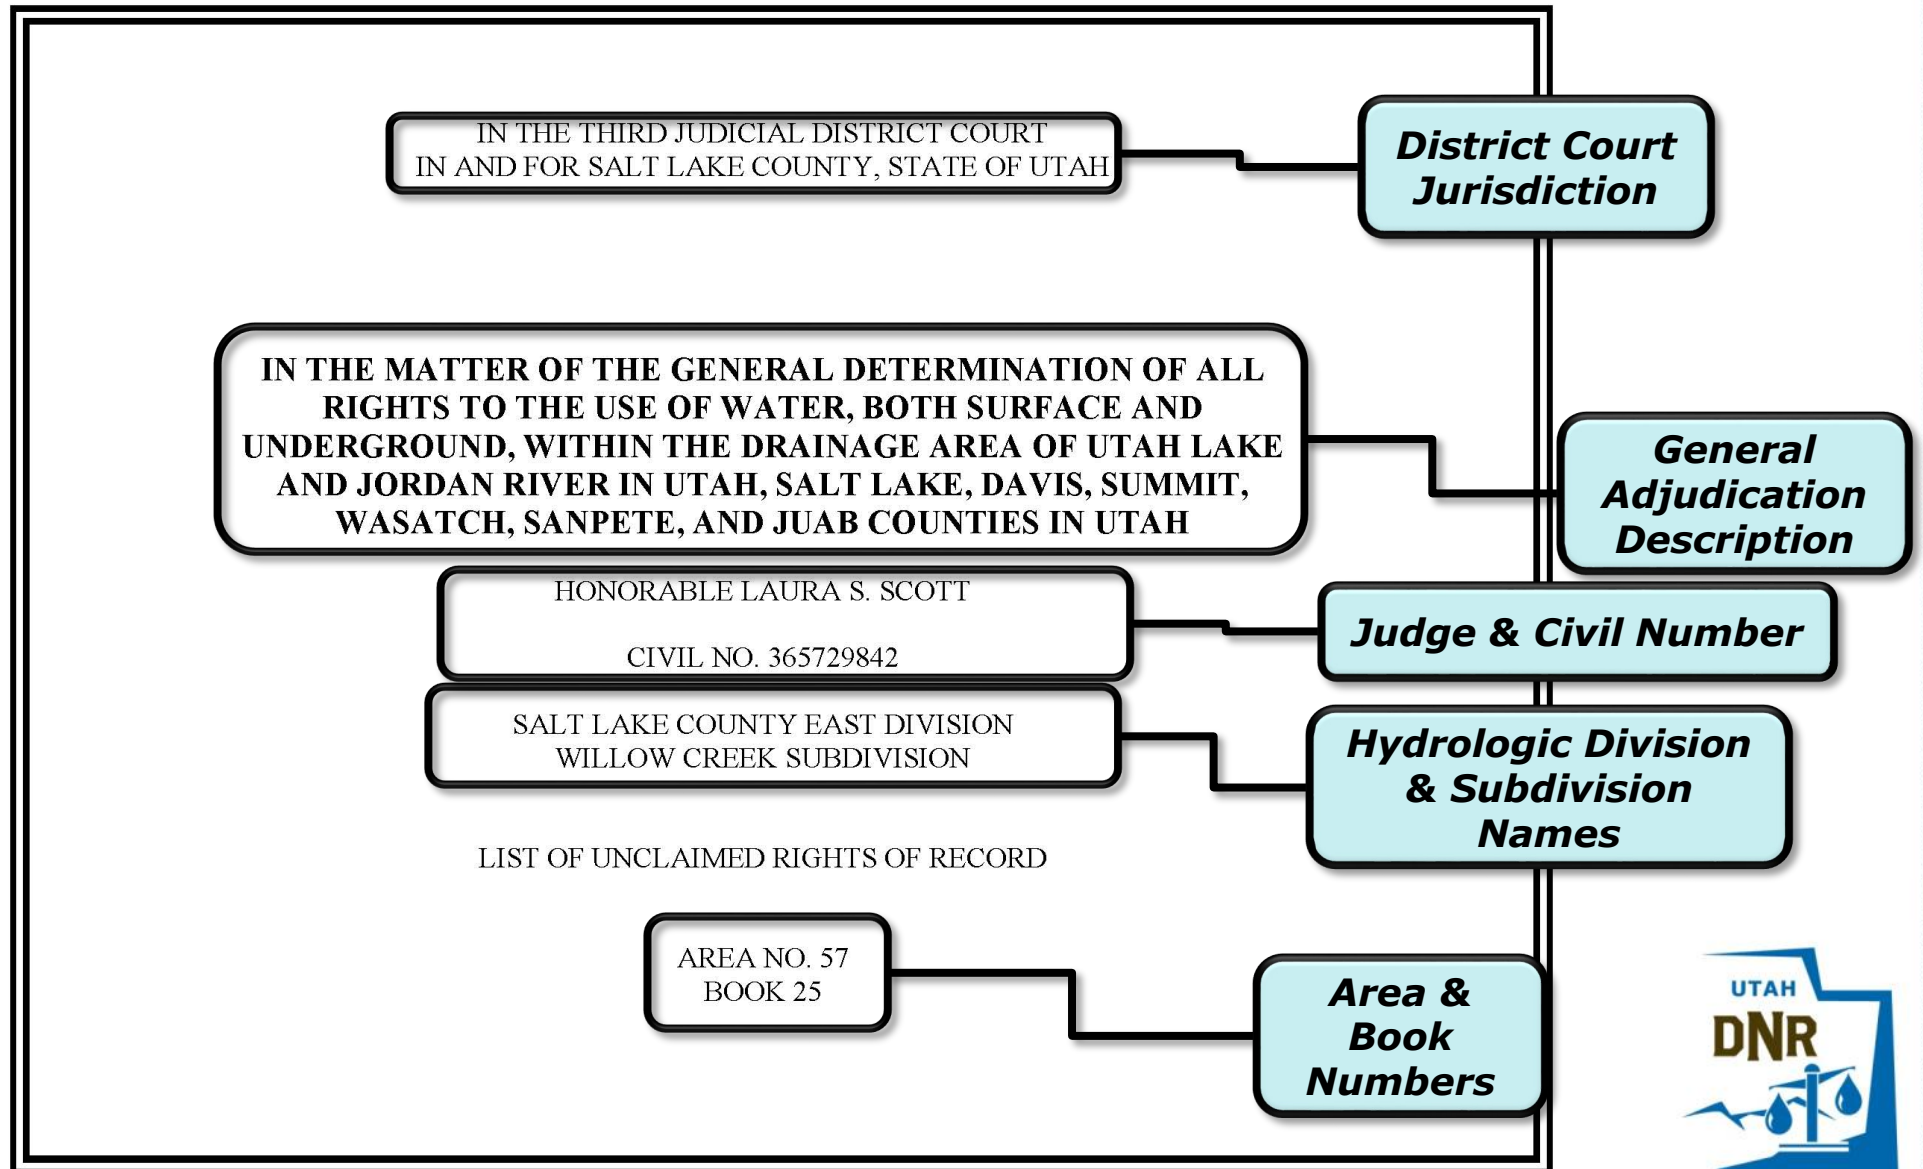 IN THE THIRD JUDICIAL DISTRICT COURT
IN AND FOR SALT LAKE COUNTY, STATE OF UTAH
District Court
Jurisdiction
IN THE MATTER OF THE GENERAL DETERMINATION OF ALL
RIGHTS TO THE USE OF WATER, BOTH SURFACE AND
UNDERGROUND, WITHIN THE DRAINAGE AREA OF UTAH LAKE
AND JORDAN RIVER IN UTAH, SALT LAKE, DAVIS, SUMMIT,
WASATCH, SANPETE, AND JUAB COUNTIES IN UTAH
General
Adjudication
Description
HONORABLE LAURA S. SCOTT
CIVIL NO. 365729842
Judge & Civil Number
SALT LAKE COUNTY EAST DIVISION
WILLOW CREEK SUBDIVISION
Hydrologic Division
& Subdivision
Names
LIST OF UNCLAIMED RIGHTS OF RECORD
AREA NO. 57
BOOK 25
Area &
Book
Numbers
UTAH
DNR